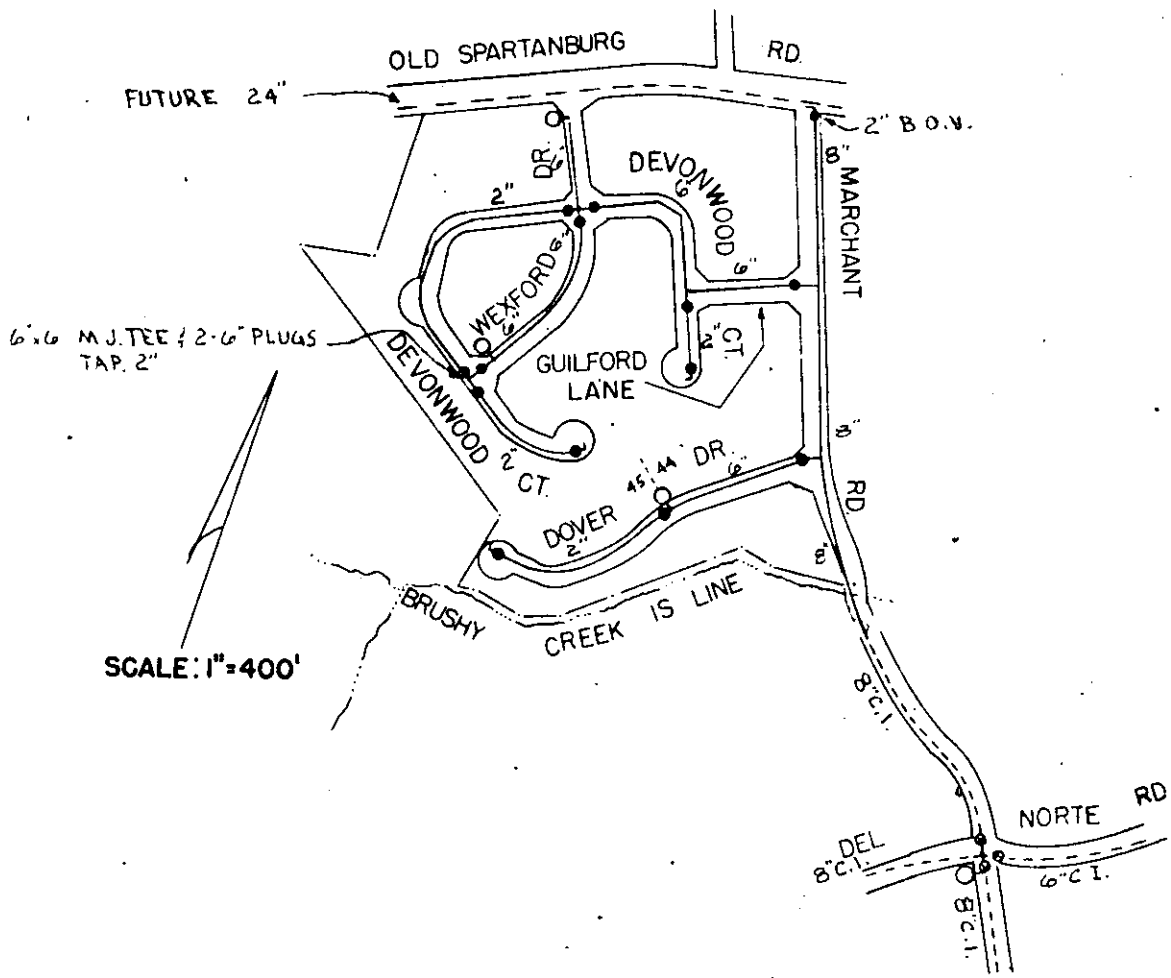 OLD SPARTANBURG RD.
FUTURE 24"
2" B.O.V.
8"
MARCHANT
DR.
6"
DEVONWOOD
6"
2"
6"
WEXFORD
6"
6"
6"x6 M.J. TEE & 2-6" PLUGS
TAP. 2"
DEVONWOOD
2"
CT.
GUILFORD
LANE
2"
CT.
8"
RD.
45 44
DOVER DR.
6"
2"
8"
BRUSHY
CREEK IS LINE
SCALE: 1"=400'
8" C.I.
DEL NORTE RD
8" C.I.
6" C I.
8" C.I.